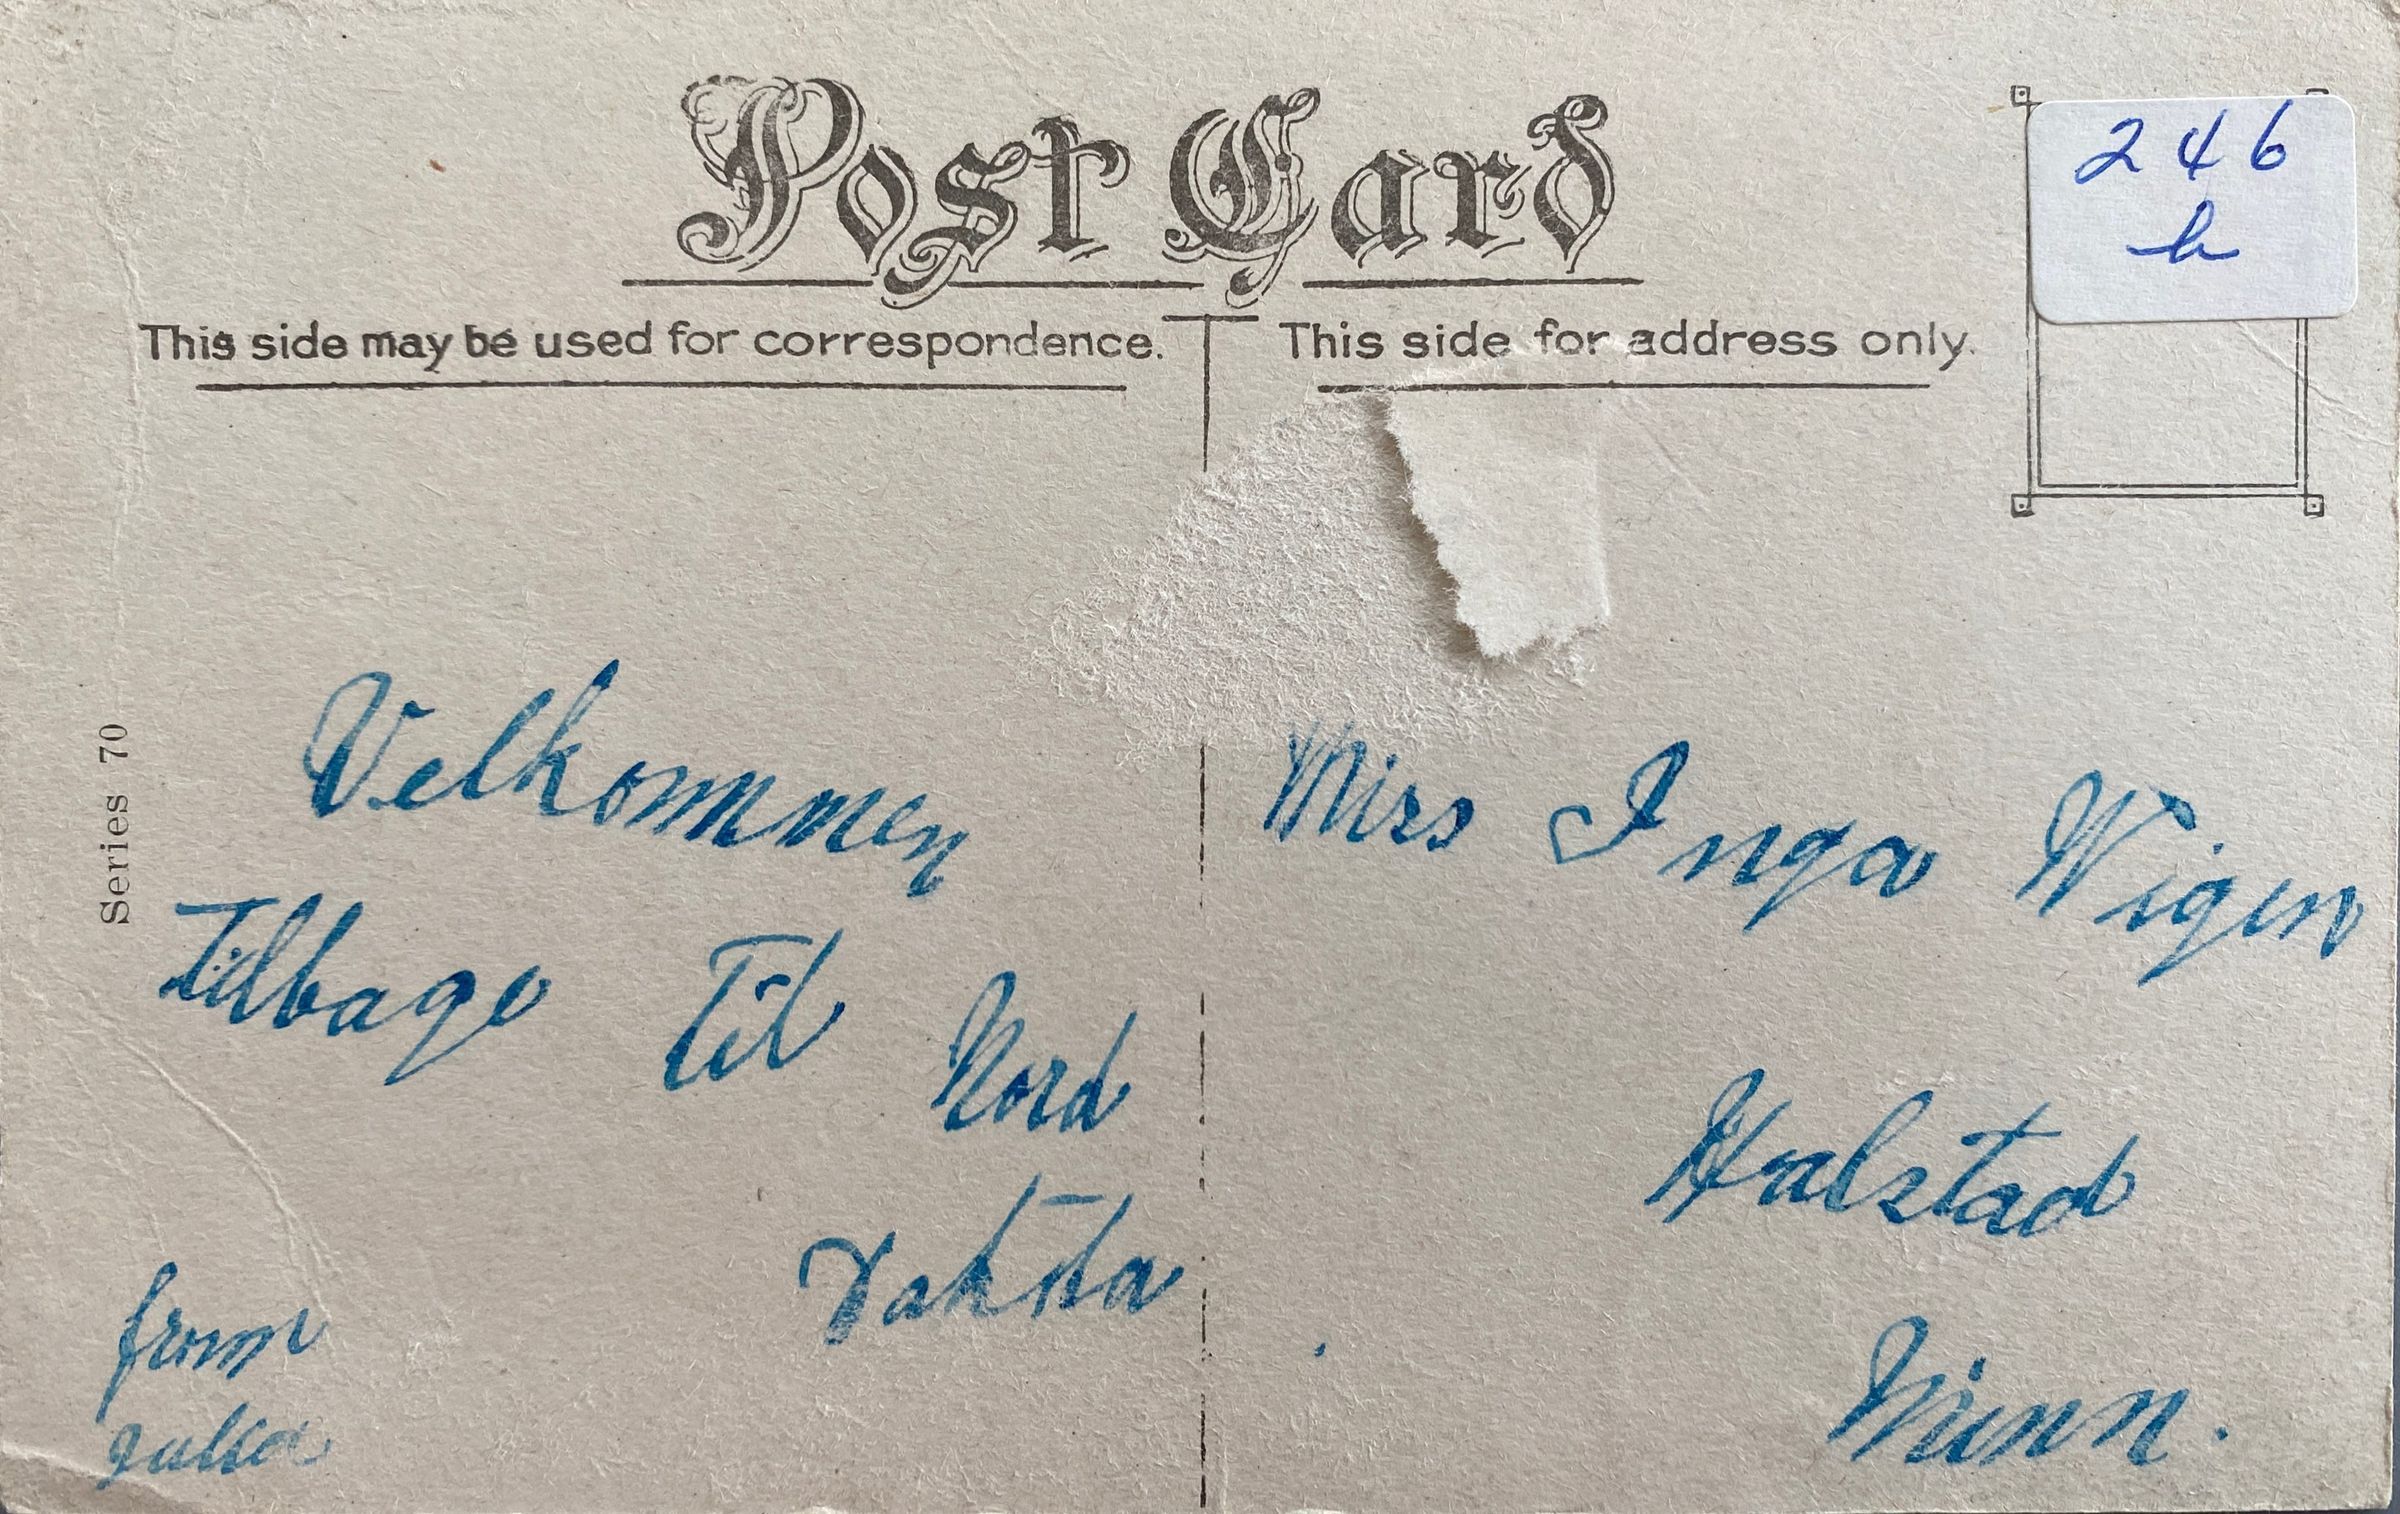 Post Card
This side may be used for correspondence.
This side for address only.
246
h
Series 70
Velkommen
Tilbage til Nord
Dakota
from
Julia
Miss Inga Wigen
Halstad
Minn.